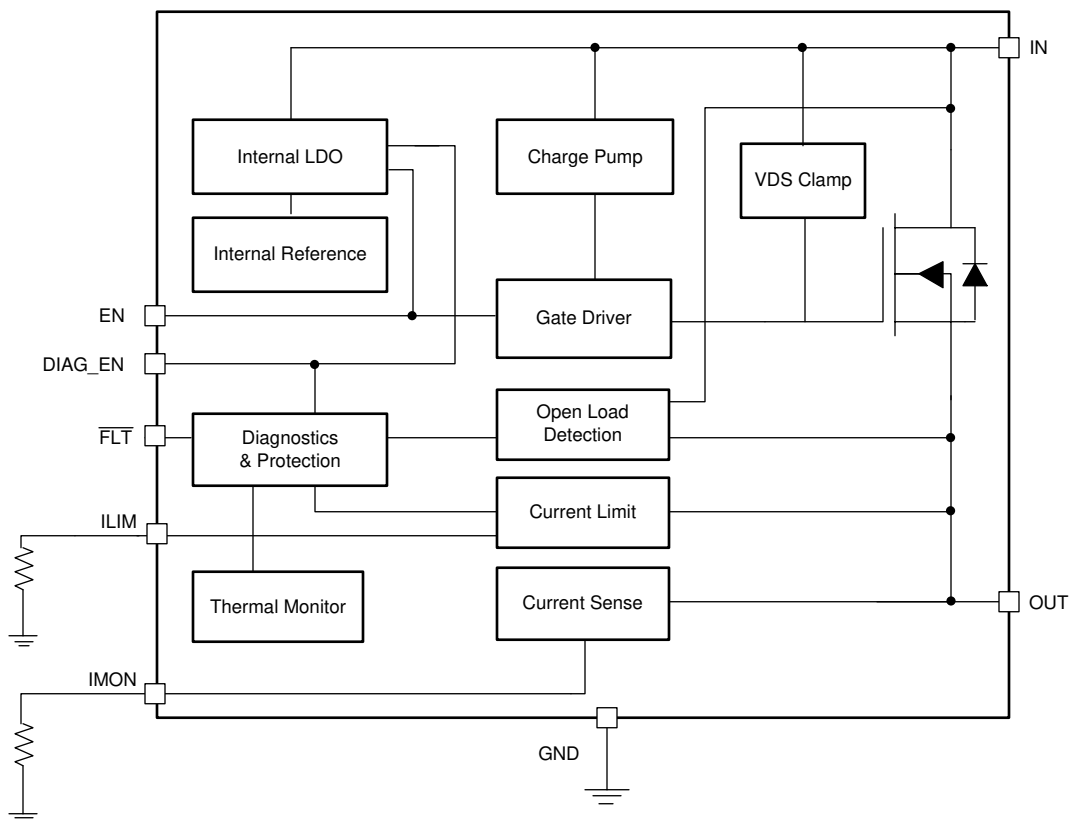 IN
Internal LDO
Charge Pump
VDS Clamp
Internal Reference
EN
Gate Driver
DIAG_EN
FLT
Diagnostics
& Protection
Open Load
Detection
ILIM
Current Limit
Thermal Monitor
Current Sense
OUT
IMON
GND